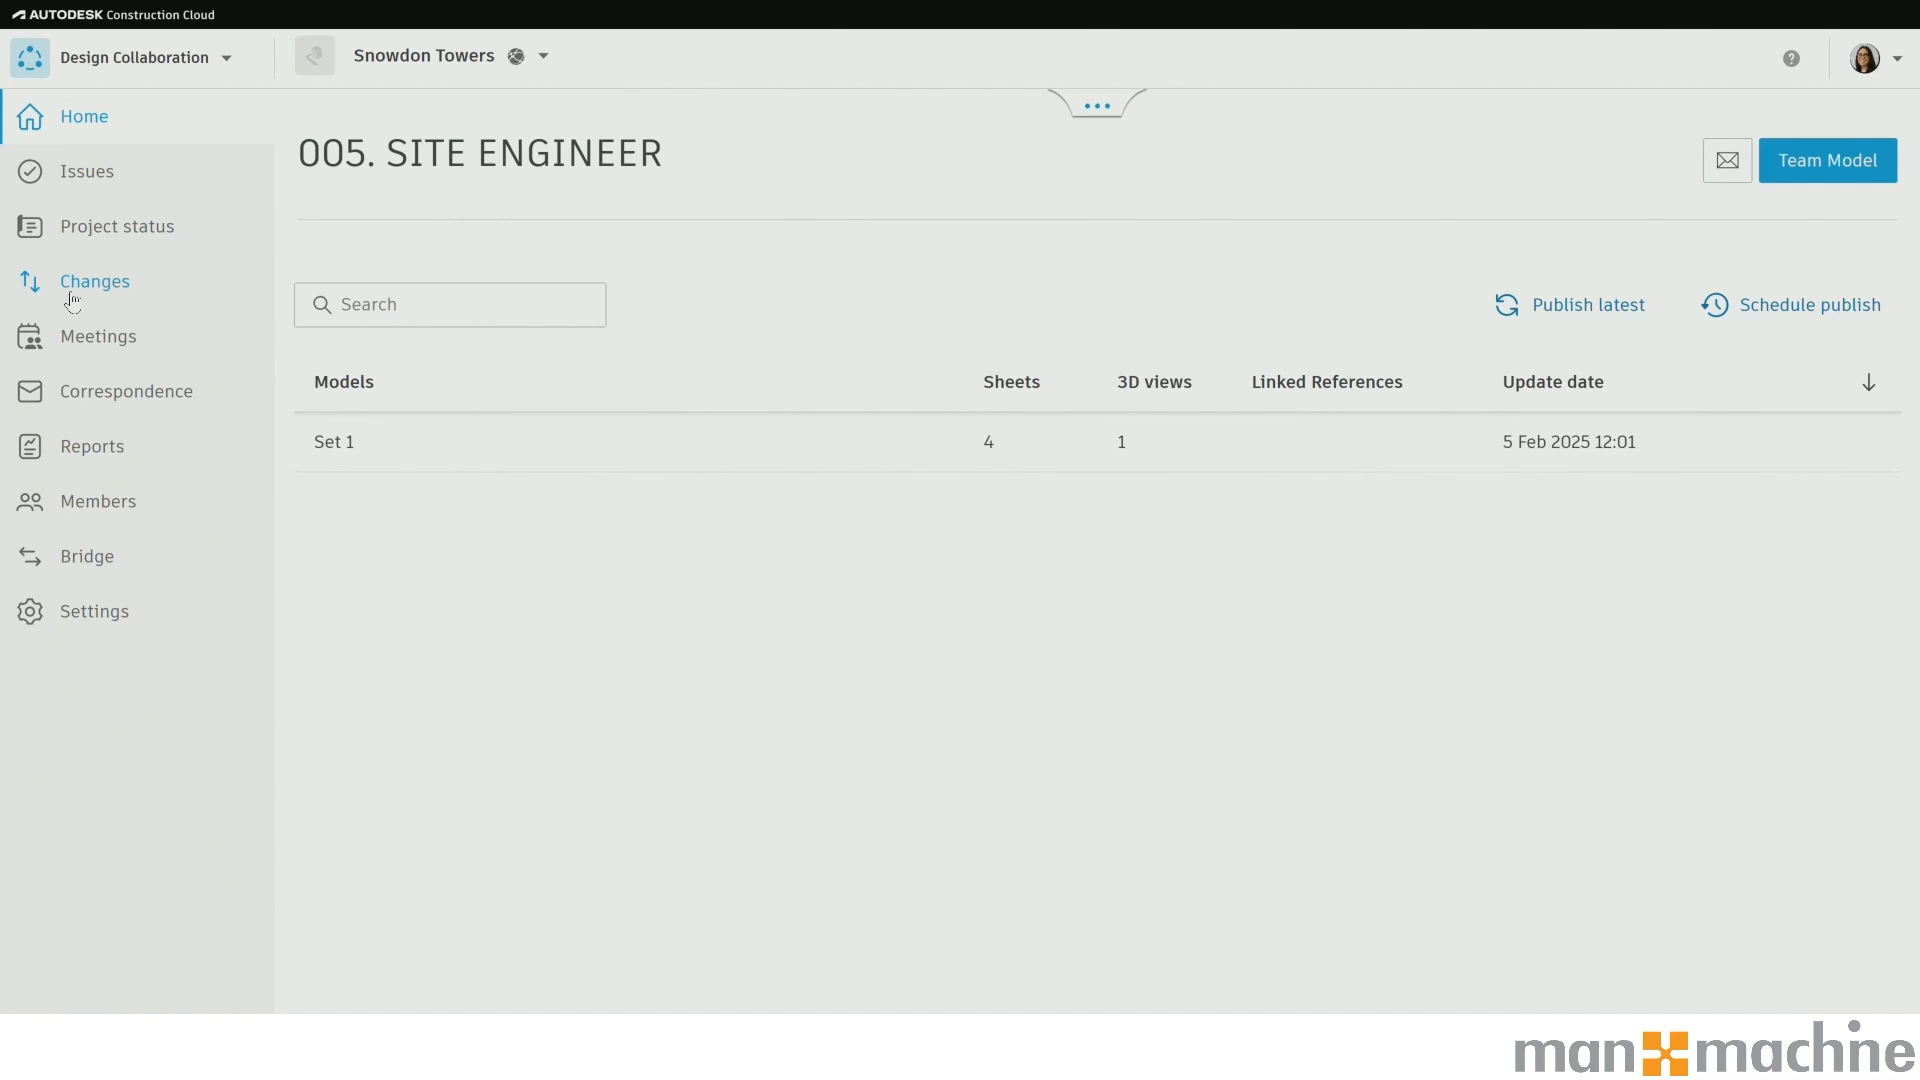 AUTODESK Construction Cloud
Design Collaboration
Snowdon Towers
?
Home
Issues
Project status
Changes
Meetings
Correspondence
Reports
Members
Bridge
Settings
005. SITE ENGINEER
Team Model
Search
Publish latest
Schedule publish
Models Sheets 3D views Linked References Update date
Set 1 4 1 5 Feb 2025 12:01
man machine